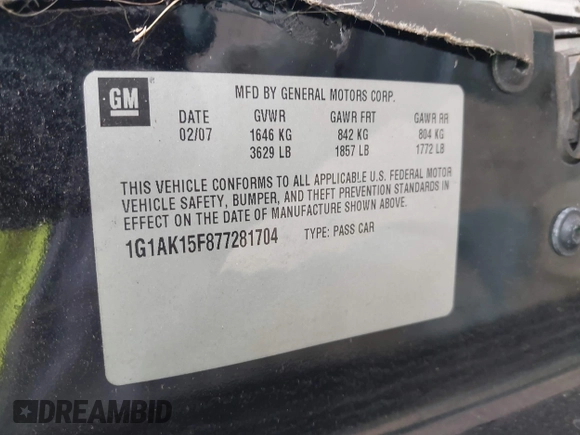 GM
MFD BY GENERAL MOTORS CORP.
DATE GVWR GAWR FRT GAWR RR
02/07 1646 KG 842 KG 804 KG
3629 LB 1857 LB 1772 LB
THIS VEHICLE CONFORMS TO ALL APPLICABLE U.S. FEDERAL MOTOR
VEHICLE SAFETY, BUMPER, AND THEFT PREVENTION STANDARDS IN
EFFECT ON THE DATE OF MANUFACTURE SHOWN ABOVE.
1G1AK15F877281704 TYPE: PASS CAR
DREAMBID